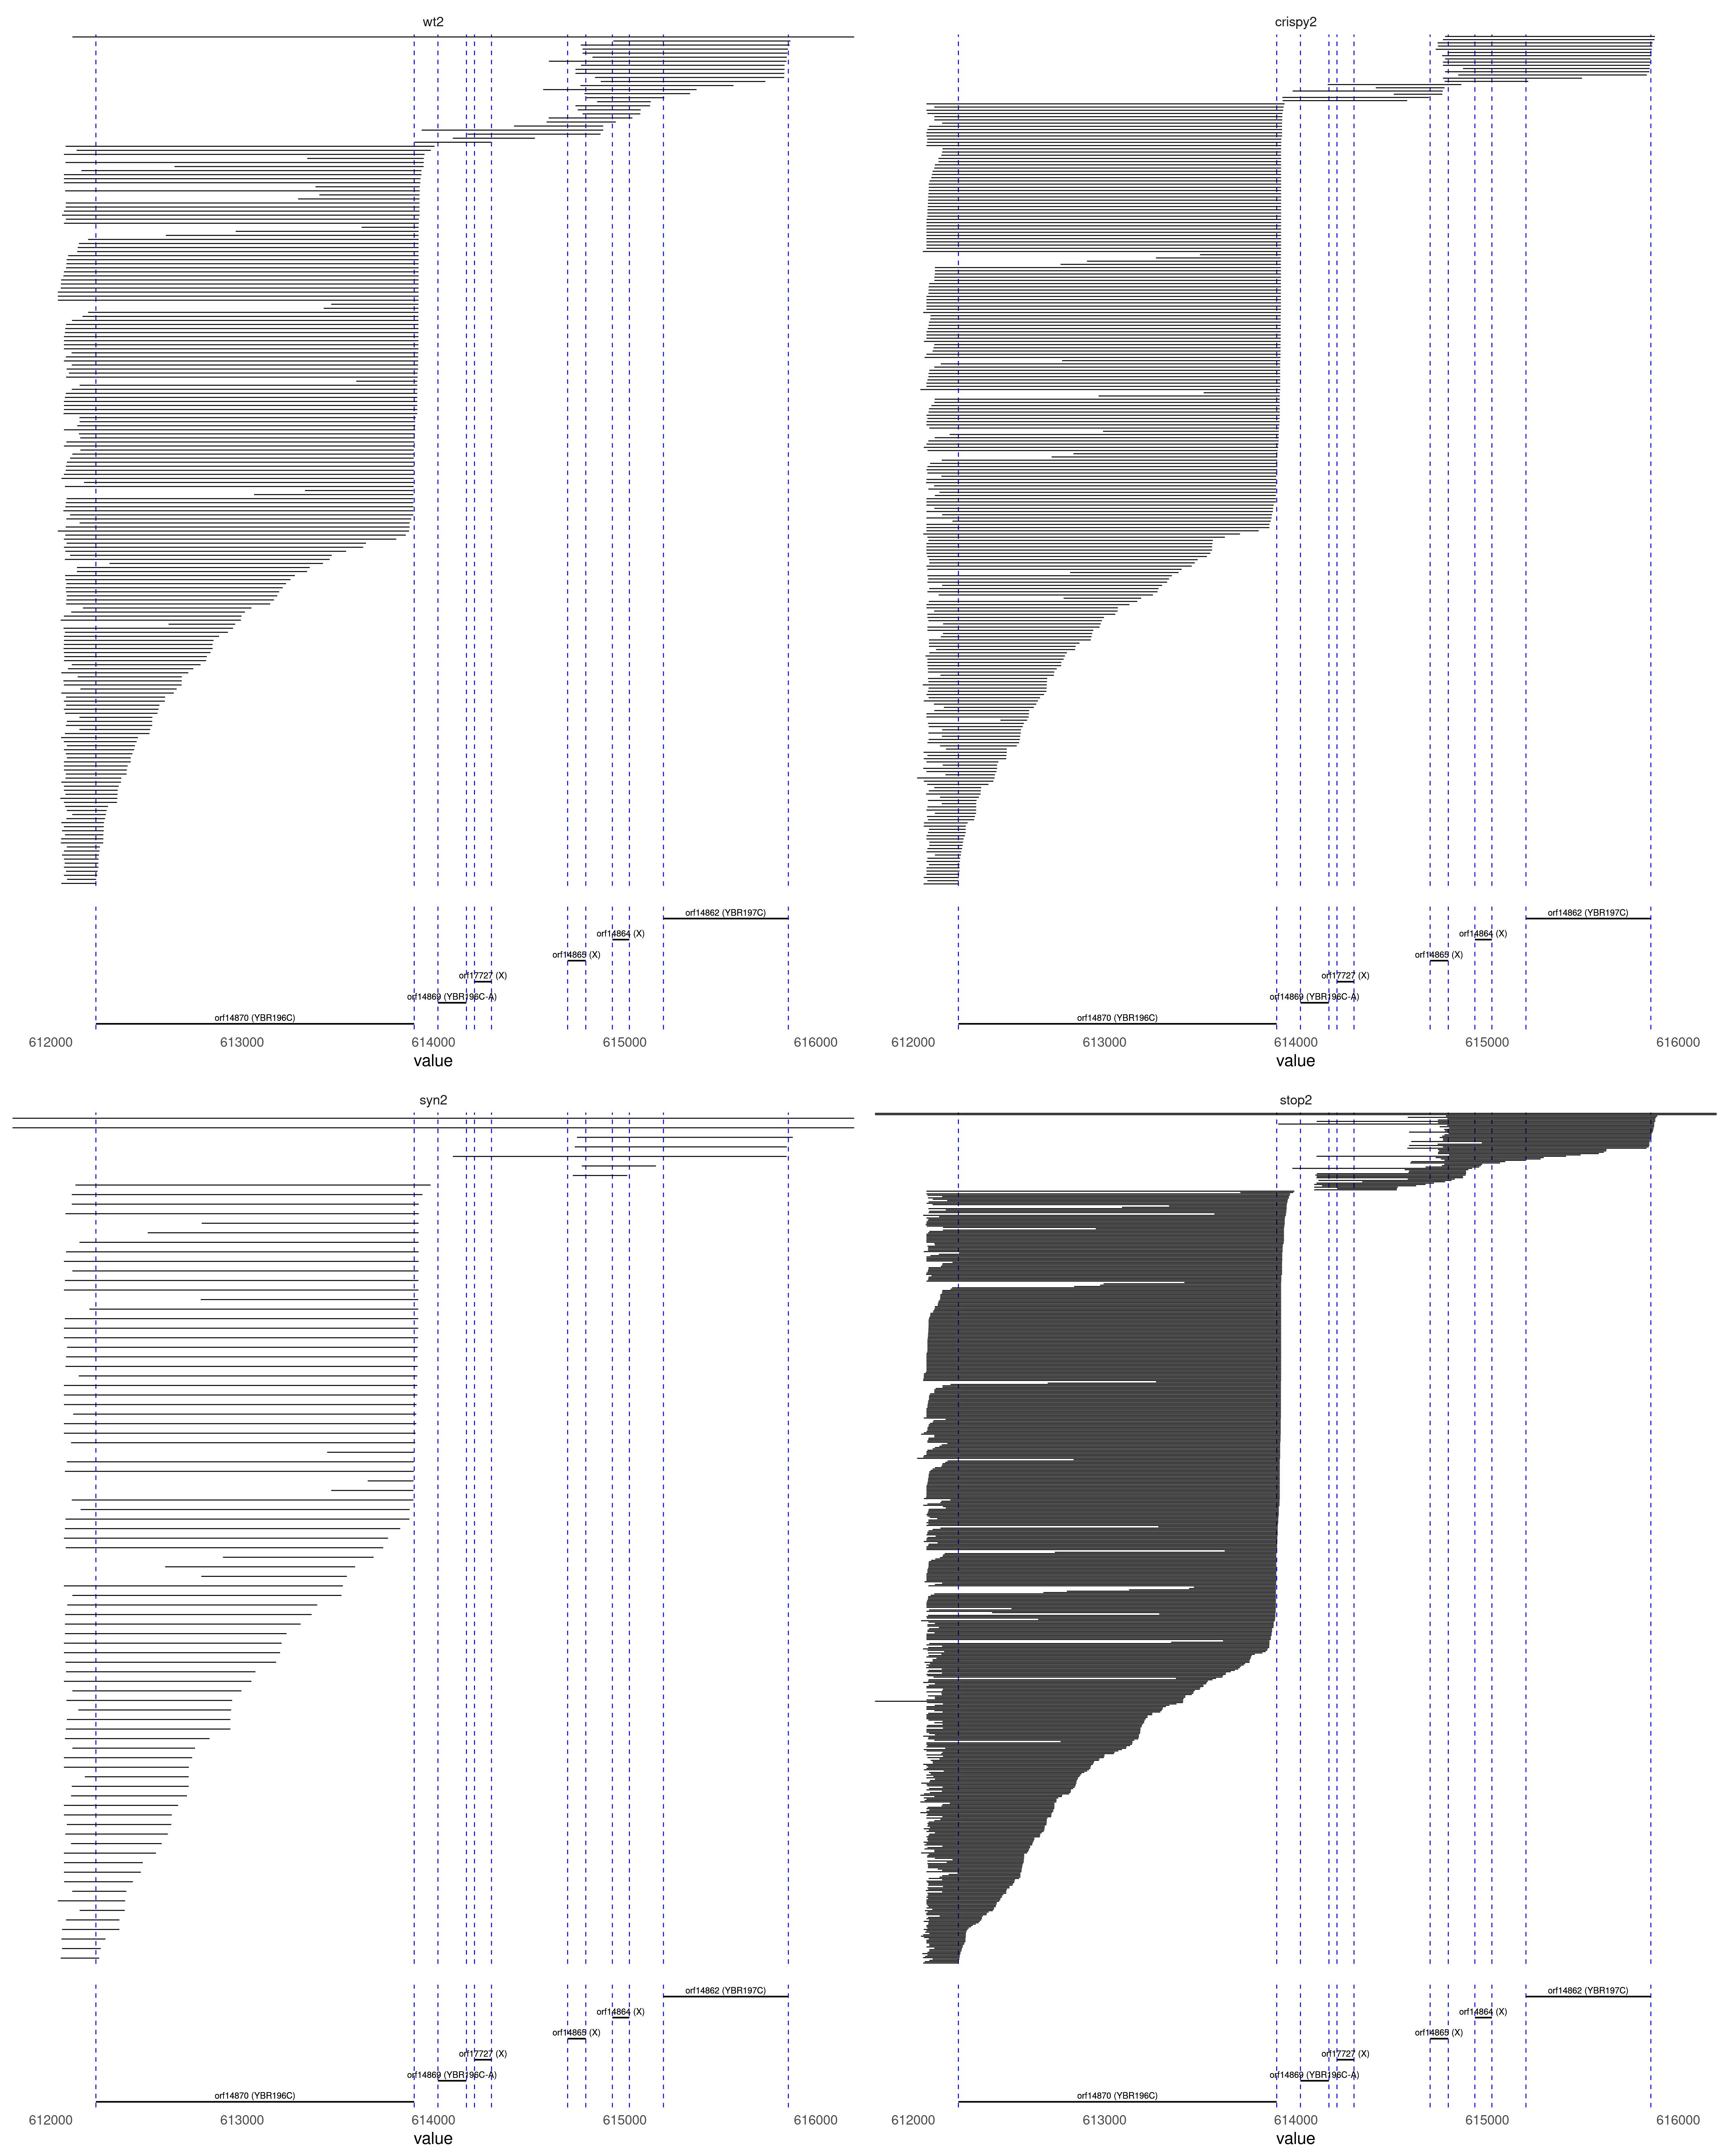 wt2
crispy2
orf14862 (YBR197C)
orf14862 (YBR197C)
orf14864 (X)
orf14864 (X)
orf14865 (X)
orf14865 (X)
orf17727 (X)
orf17727 (X)
orf14869 (YBR196C-A)
orf14869 (YBR196C-A)
orf14870 (YBR196C)
orf14870 (YBR196C)
612000 613000 614000 615000 616000
612000 613000 614000 615000 616000
value
value
syn2
stop2
orf14862 (YBR197C)
orf14862 (YBR197C)
orf14864 (X)
orf14864 (X)
orf14865 (X)
orf14865 (X)
orf17727 (X)
orf17727 (X)
orf14869 (YBR196C-A)
orf14869 (YBR196C-A)
orf14870 (YBR196C)
orf14870 (YBR196C)
612000 613000 614000 615000 616000
612000 613000 614000 615000 616000
value
value